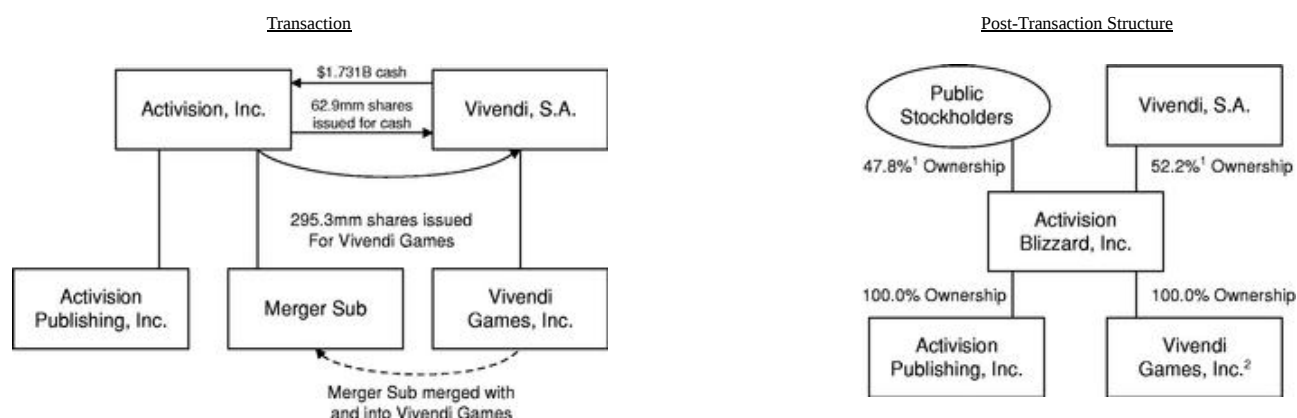 Transaction
Post-Transaction Structure
Activision, Inc.
$1.731B cash
62.9mm shares
issued for cash
Vivendi, S.A.
295.3mm shares issued
For Vivendi Games
Activision
Publishing, Inc.
Merger Sub
Vivendi
Games, Inc.
Merger Sub merged with
and into Vivendi Games
Public
Stockholders
Vivendi, S.A.
47.8%¹ Ownership
52.2%¹ Ownership
Activision
Blizzard, Inc.
100.0% Ownership
100.0% Ownership
Activision
Publishing, Inc.
Vivendi
Games, Inc.²